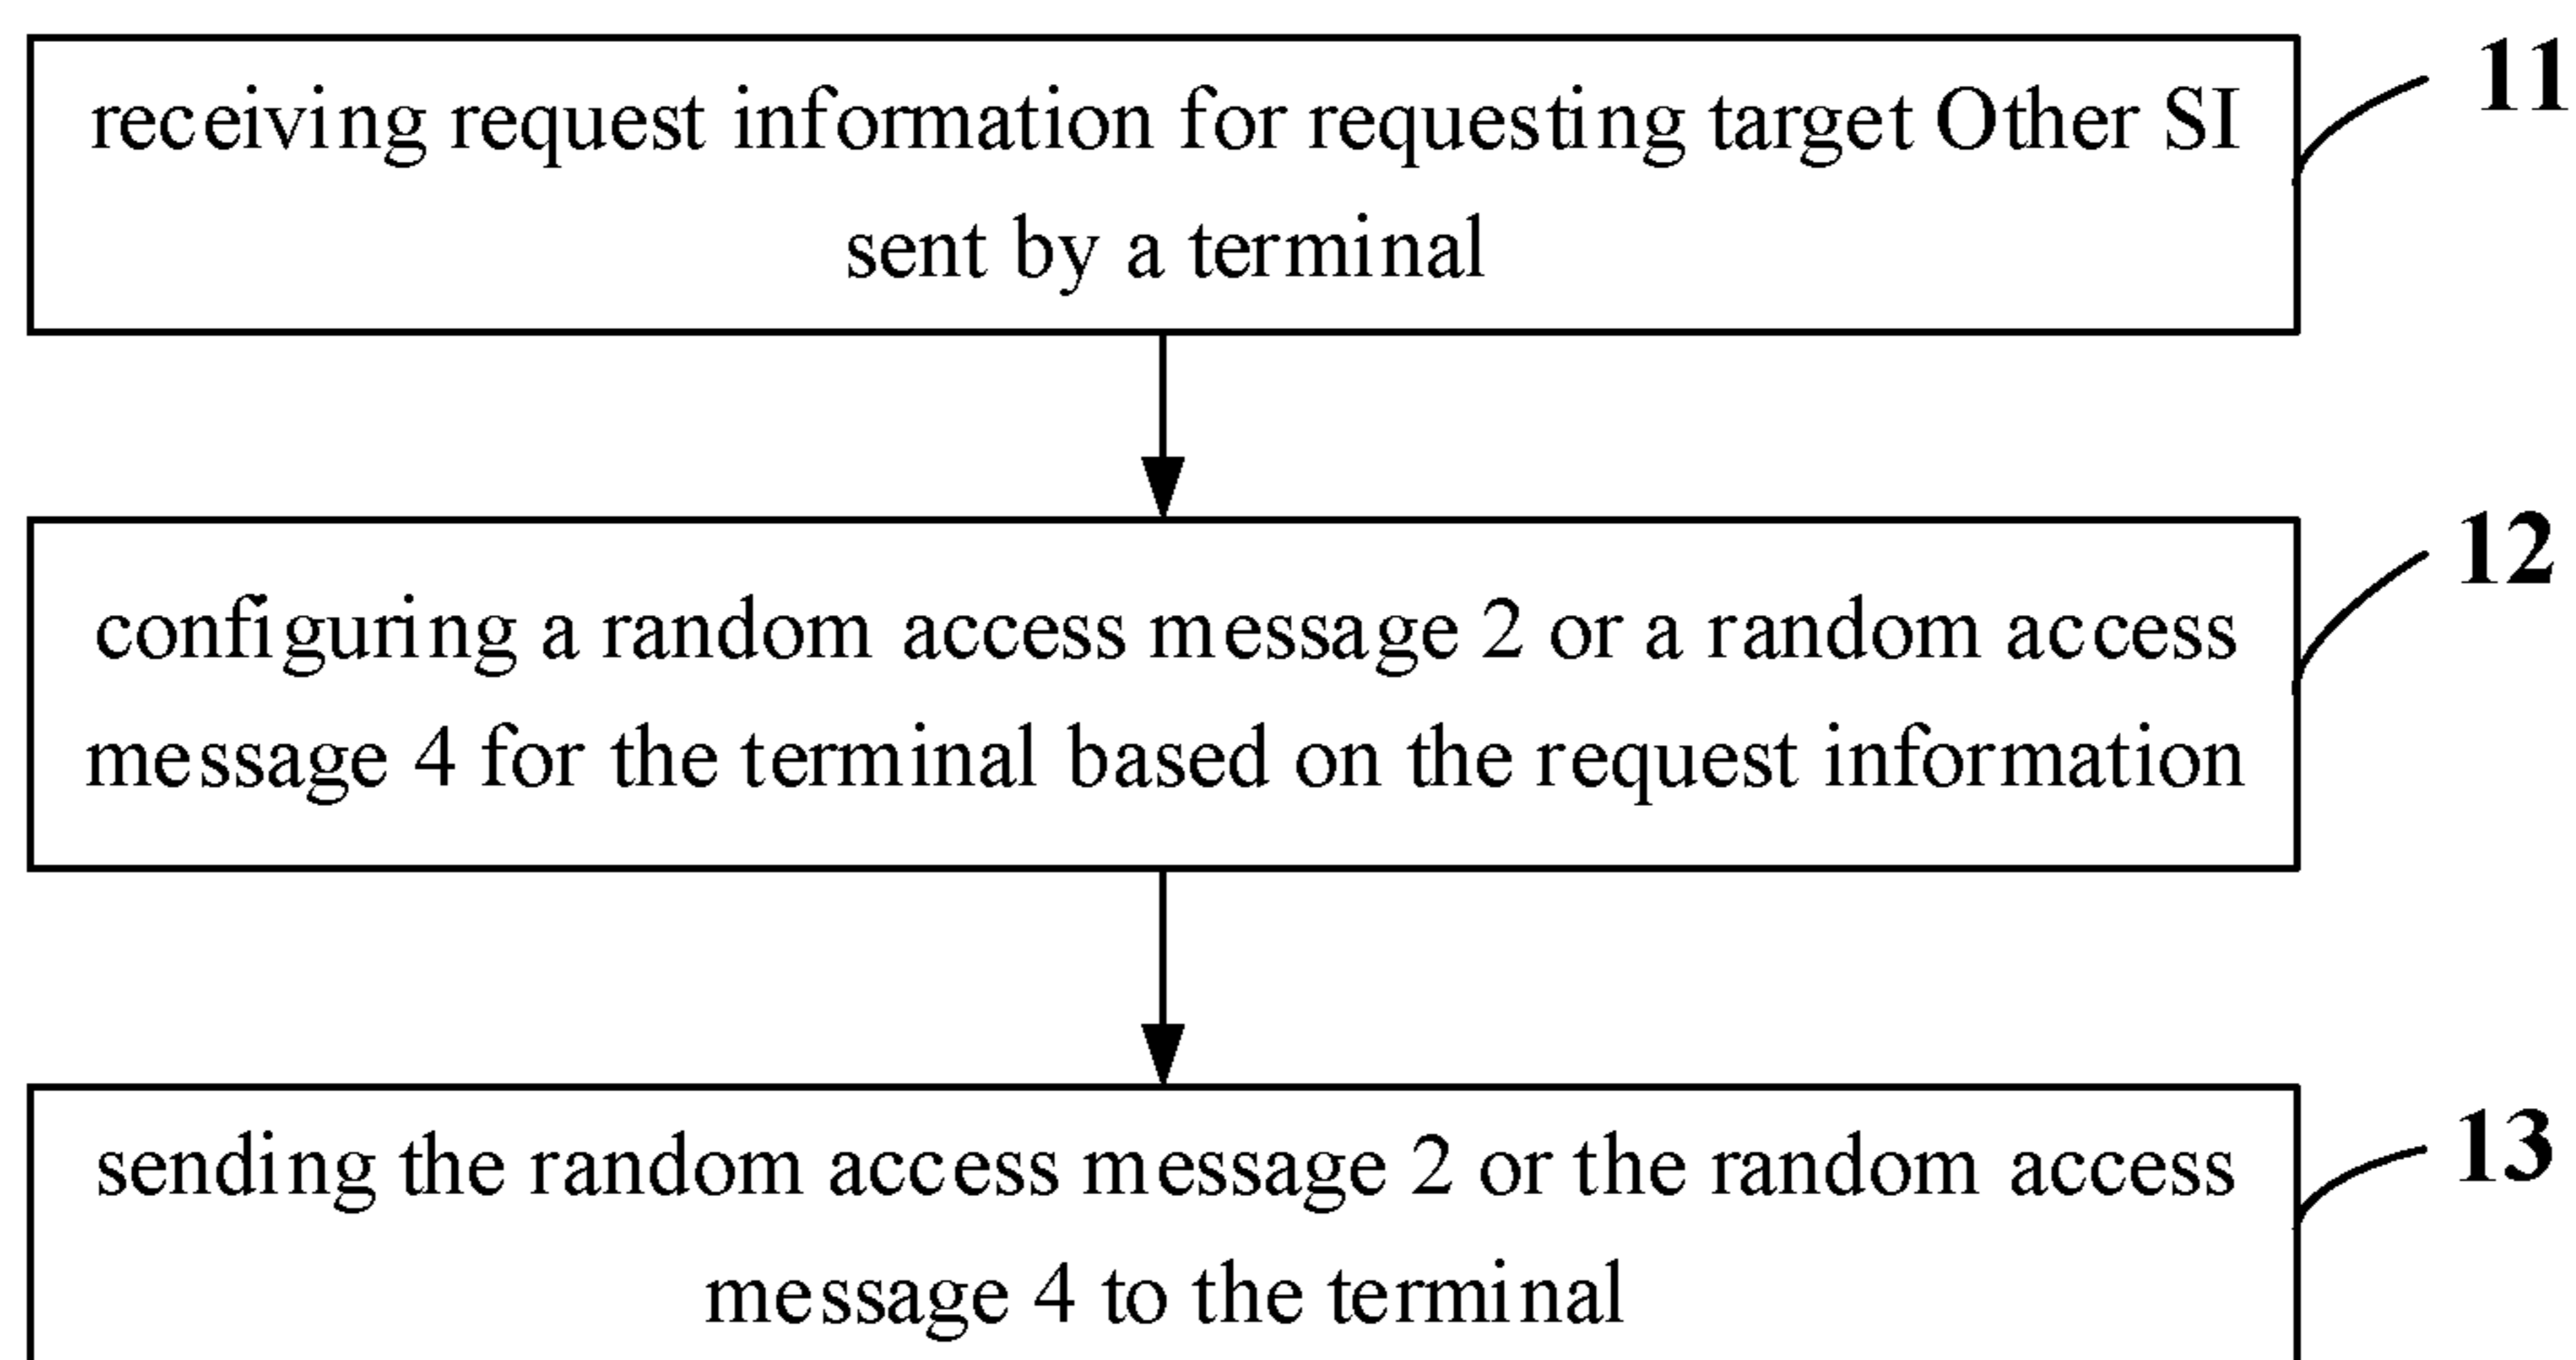 receiving request information for requesting target Other SI
sent by a terminal
11
configuring a random access message 2 or a random access
message 4 for the terminal based on the request information
12
sending the random access message 2 or the random access
message 4 to the terminal
13